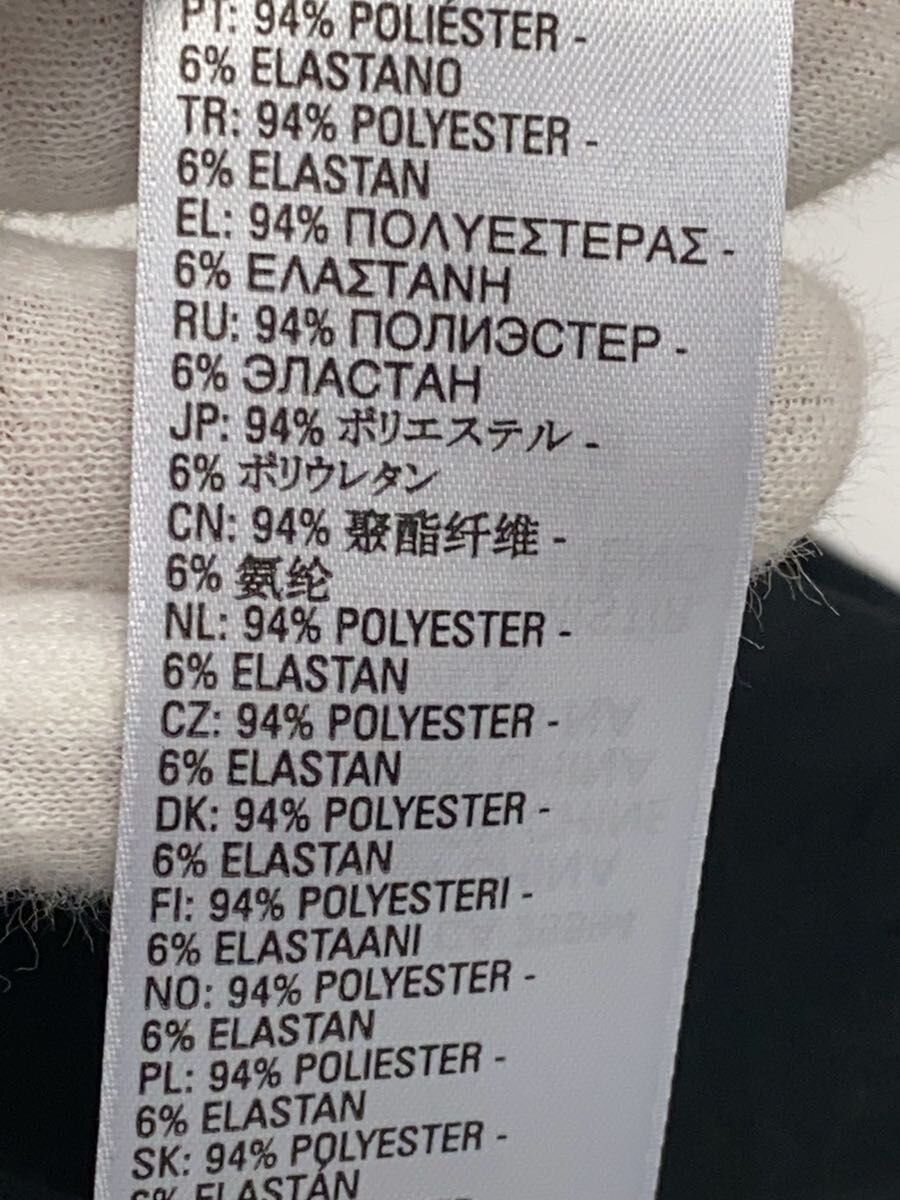 PT: 94% POLIÉSTER -
6% ELASTANO
TR: 94% POLYESTER -
6% ELASTAN
EL: 94% ΠΟΛΥΕΣΤΕΡΑΣ -
6% ΕΛΑΣΤΑΝΗ
RU: 94% ПОЛИЭСТЕР -
6% ЭЛАСТАН
JP: 94% ポリエステル -
6% ポリウレタン
CN: 94% 聚酯纤维 -
6% 氨纶
NL: 94% POLYESTER -
6% ELASTAN
CZ: 94% POLYESTER -
6% ELASTAN
DK: 94% POLYESTER -
6% ELASTAN
FI: 94% POLYESTERI -
6% ELASTAANI
NO: 94% POLYESTER -
6% ELASTAN
PL: 94% POLIESTER -
6% ELASTAN
SK: 94% POLYESTER -
6% ELASTÁN